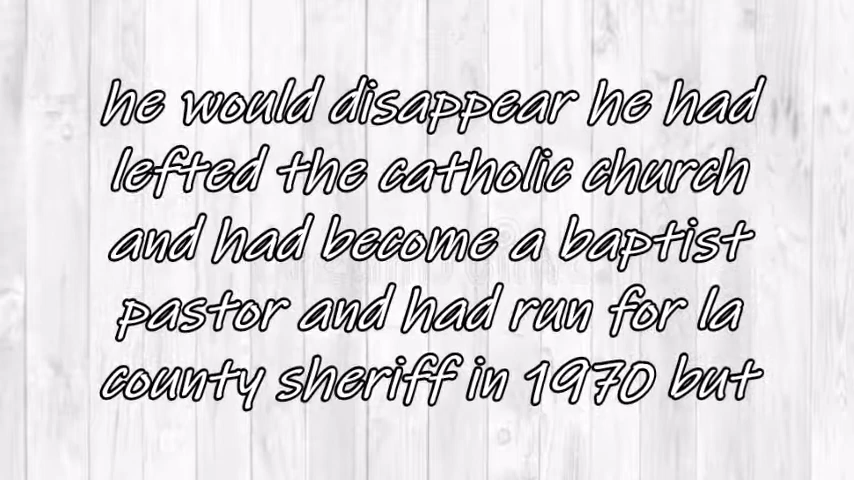 he would disappear he had
lefted the catholic church
and had become a baptist
pastor and had run for la
county sheriff in 1970 but